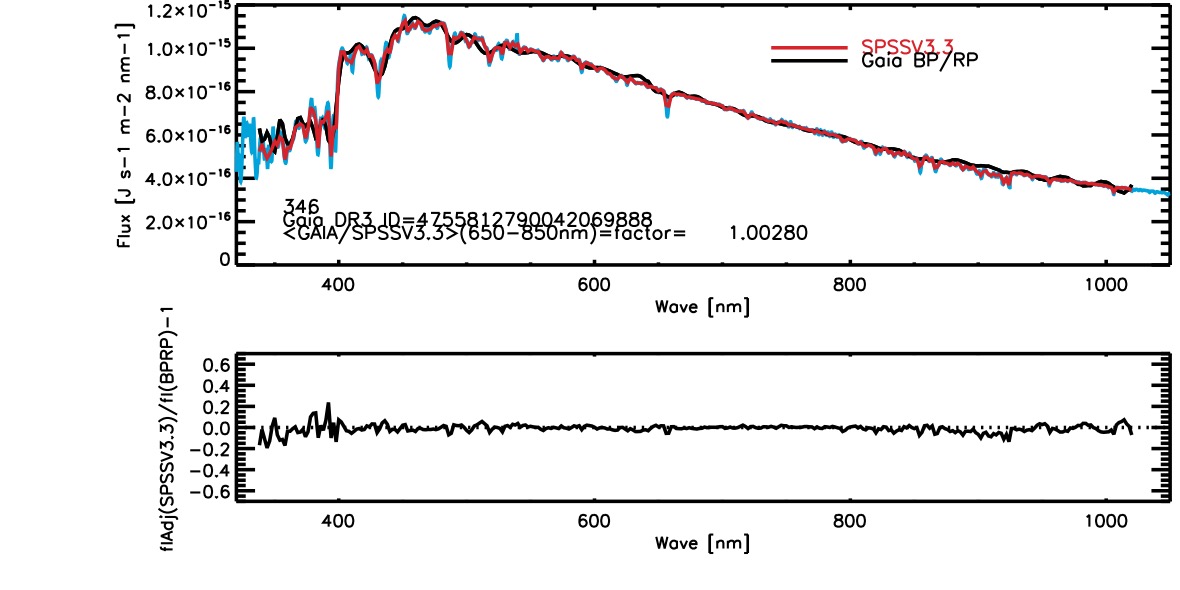 Flux [J s−1 m−2 nm−1]
1.2×10−15
1.0×10−15
8.0×10−16
6.0×10−16
4.0×10−16
2.0×10−16
0
SPSSV3.3
Gaia BP/RP
346
Gaia DR3 ID=4755812790042069888
<GAIA/SPSSV3.3>(650−850nm)=factor= 1.00280
400 600 800 1000
Wave [nm]
flAdj(SPSSV3.3)/fl(BPRP)−1
0.6
0.4
0.2
0.0
−0.2
−0.4
−0.6
400 600 800 1000
Wave [nm]